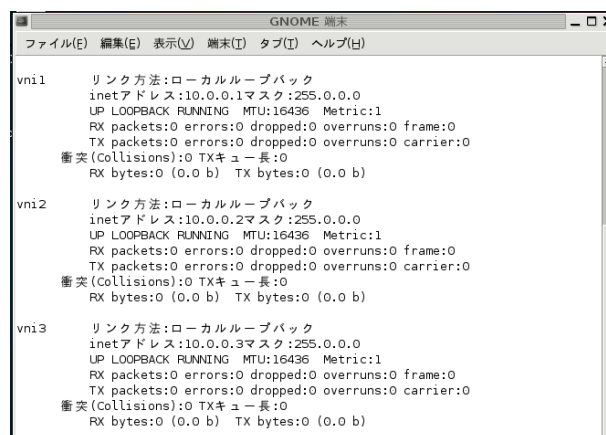 GNOME 端末
ファイル(F) 編集(E) 表示(V) 端末(T) タブ(T) ヘルプ(H)
vni1 リンク方法:ローカルループバック
inetアドレス:10.0.0.1マスク:255.0.0.0
UP LOOPBACK RUNNING MTU:16436 Metric:1
RX packets:0 errors:0 dropped:0 overruns:0 frame:0
TX packets:0 errors:0 dropped:0 overruns:0 carrier:0
衝突(Collisions):0 TXキュー長:0
RX bytes:0 (0.0 b) TX bytes:0 (0.0 b)
vni2 リンク方法:ローカルループバック
inetアドレス:10.0.0.2マスク:255.0.0.0
UP LOOPBACK RUNNING MTU:16436 Metric:1
RX packets:0 errors:0 dropped:0 overruns:0 frame:0
TX packets:0 errors:0 dropped:0 overruns:0 carrier:0
衝突(Collisions):0 TXキュー長:0
RX bytes:0 (0.0 b) TX bytes:0 (0.0 b)
vni3 リンク方法:ローカルループバック
inetアドレス:10.0.0.3マスク:255.0.0.0
UP LOOPBACK RUNNING MTU:16436 Metric:1
RX packets:0 errors:0 dropped:0 overruns:0 frame:0
TX packets:0 errors:0 dropped:0 overruns:0 carrier:0
衝突(Collisions):0 TXキュー長:0
RX bytes:0 (0.0 b) TX bytes:0 (0.0 b)